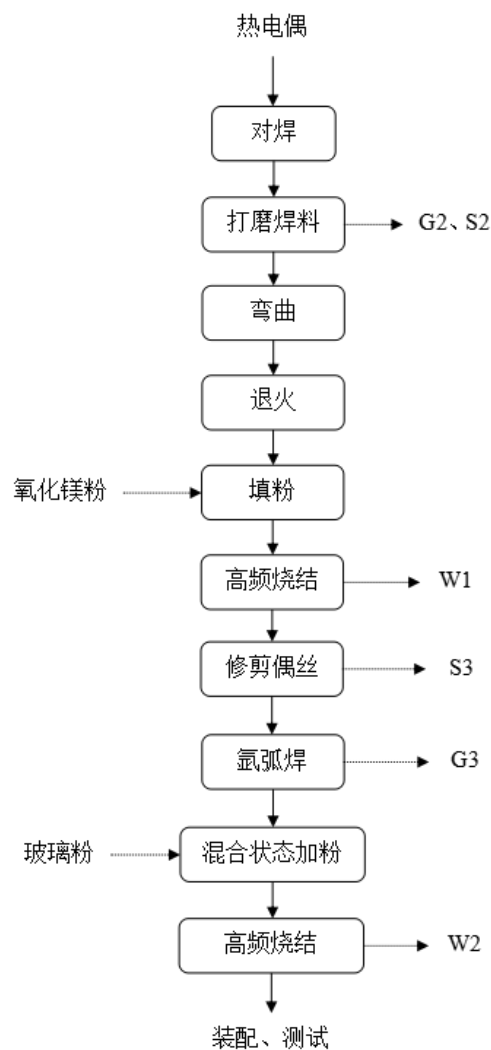 热电偶
对焊
打磨焊料
G2、S2
弯曲
退火
氧化镁粉
填粉
高频烧结
W1
修剪偶丝
S3
氩弧焊
G3
玻璃粉
混合状态加粉
高频烧结
W2
装配、测试